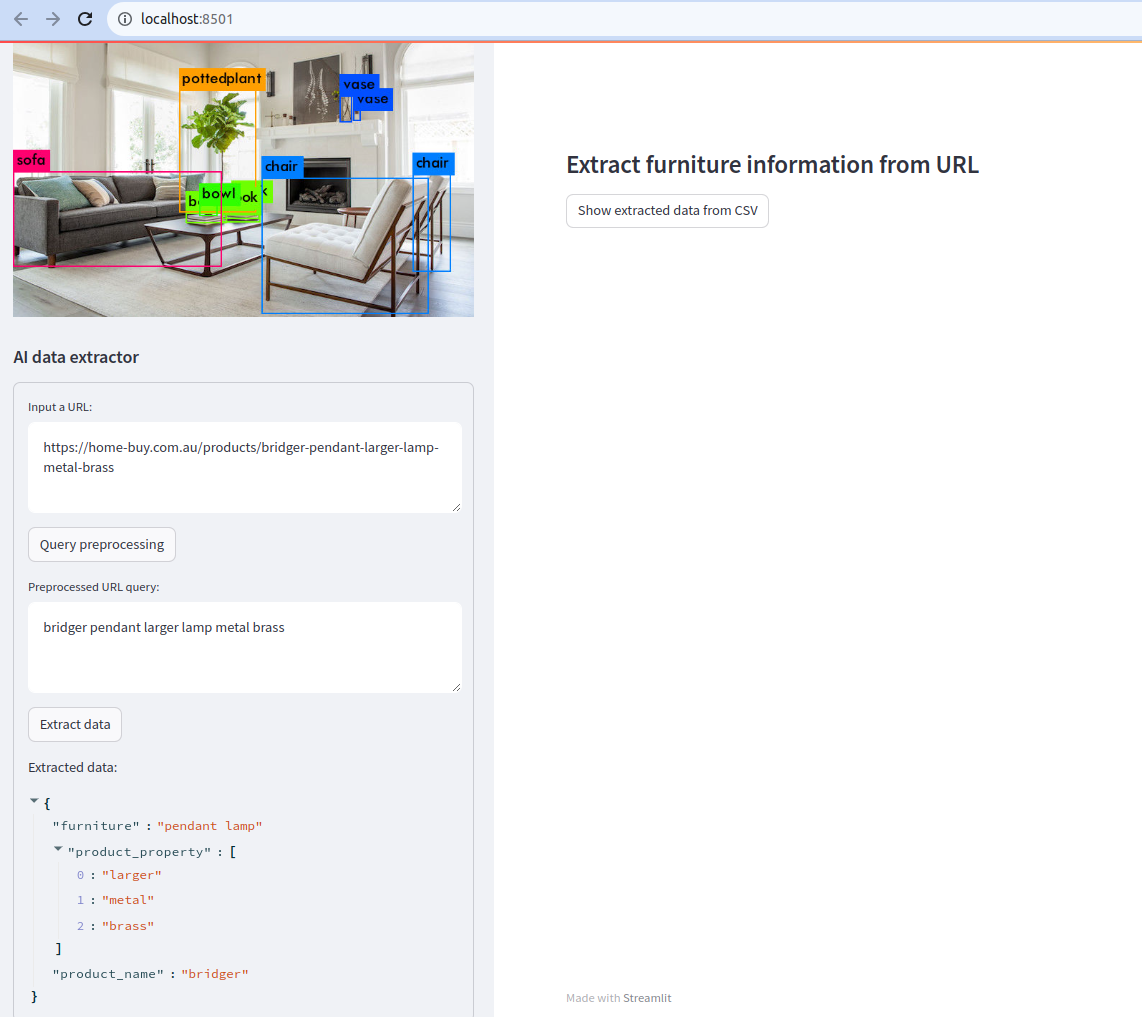 localhost:8501
pottedplant
vase
vase
sofa
chair
chair
bowl
ok
AI data extractor
Input a URL:
https://home-buy.com.au/products/bridger-pendant-larger-lamp-
metal-brass
Query preprocessing
Preprocessed URL query:
bridger pendant larger lamp metal brass
Extract data
Extracted data:
{
"furniture" : "pendant lamp"
"product_property" : [
0 : "larger"
1 : "metal"
2 : "brass"
]
"product_name" : "bridger"
}
Extract furniture information from URL
Show extracted data from CSV
Made with Streamlit